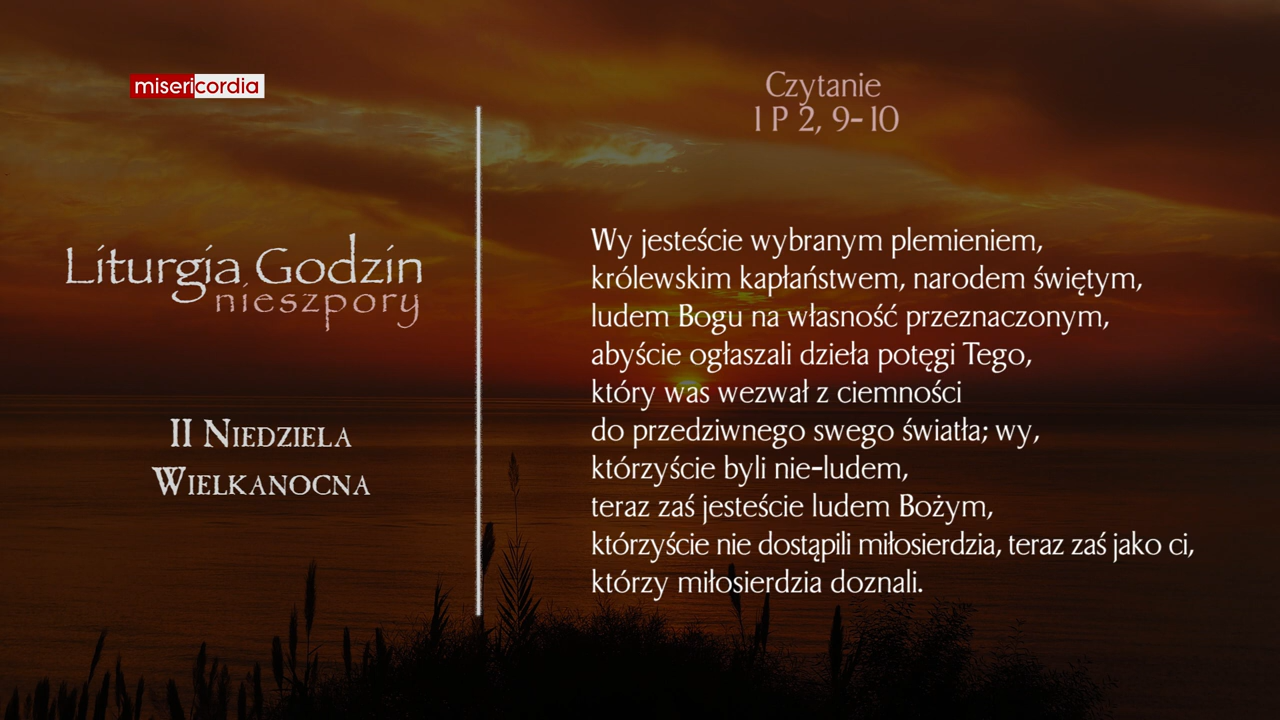 misericordia
Liturgia Godzin
nieszpory
II Niedziela
Wielkanocna
Czytanie
1 P 2, 9-10
Wy jesteście wybranym plemieniem,
królewskim kapłaństwem, narodem świętym,
ludem Bogu na własność przeznaczonym,
abyście ogłaszali dzieła potęgi Tego,
który was wezwał z ciemności
do przedziwnego swego światła; wy,
którzyście byli nie-ludem,
teraz zaś jesteście ludem Bożym,
którzyście nie dostąpili miłosierdzia, teraz zaś jako ci,
którzy miłosierdzia doznali.